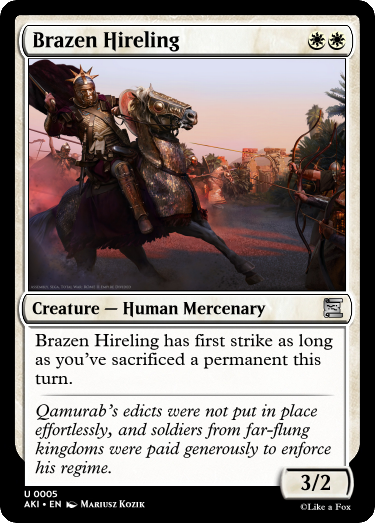 Brazen Hireling
Creature — Human Mercenary
Brazen Hireling has first strike as long
as you've sacrificed a permanent this
turn.
Qamurab's edicts were not put in place
effortlessly, and soldiers from far-flung
kingdoms were paid generously to enforce
his regime.
3/2
U 0005
AKI • EN Mariusz Kozik
©Like a Fox